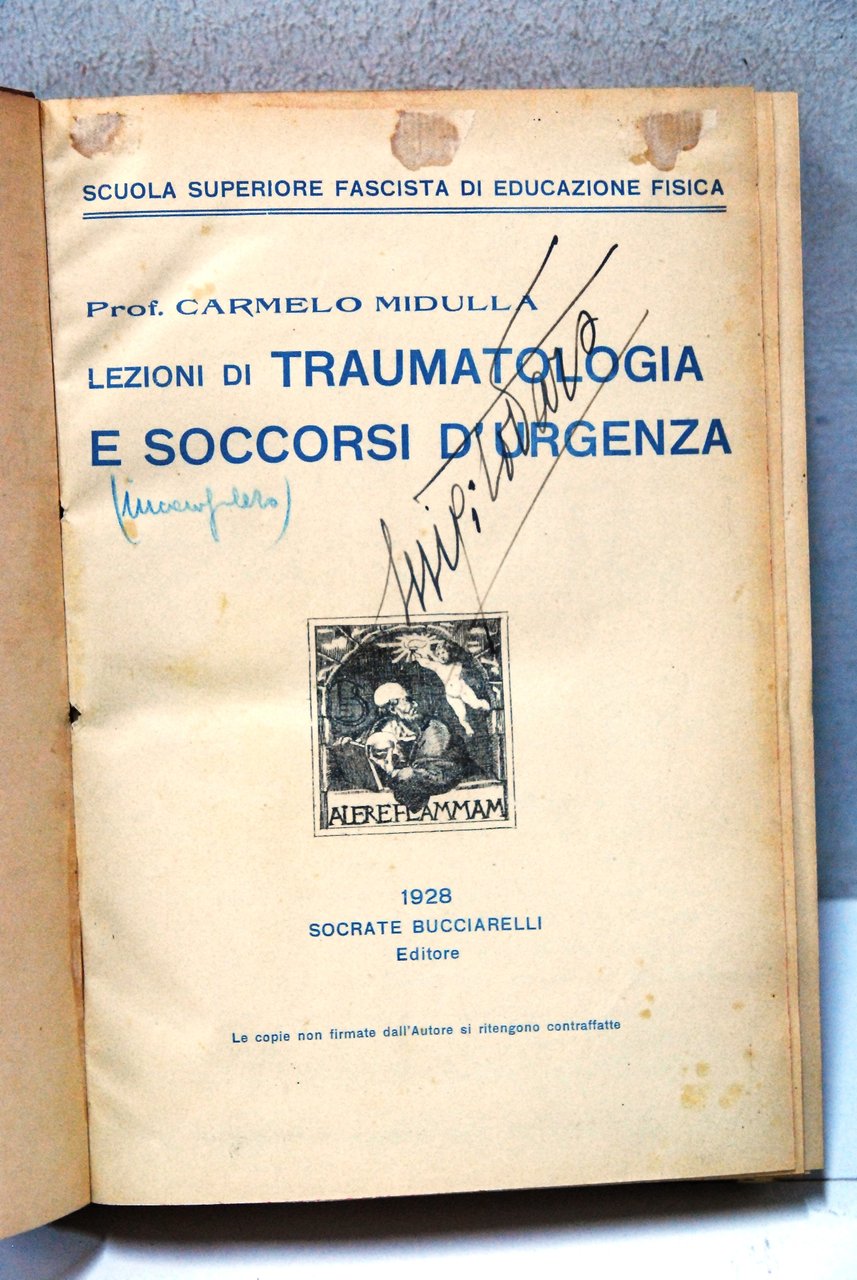 SCUOLA SUPERIORE FASCISTA DI EDUCAZIONE FISICA
Prof. CARMELO MIDULLA
LEZIONI DI TRAUMATOLOGIA
E SOCCORSI D'URGENZA
ALEREFLAMMAM
1928
SOCRATE BUCCIARELLI
Editore
Le copie non firmate dall'Autore si ritengono contraffatte